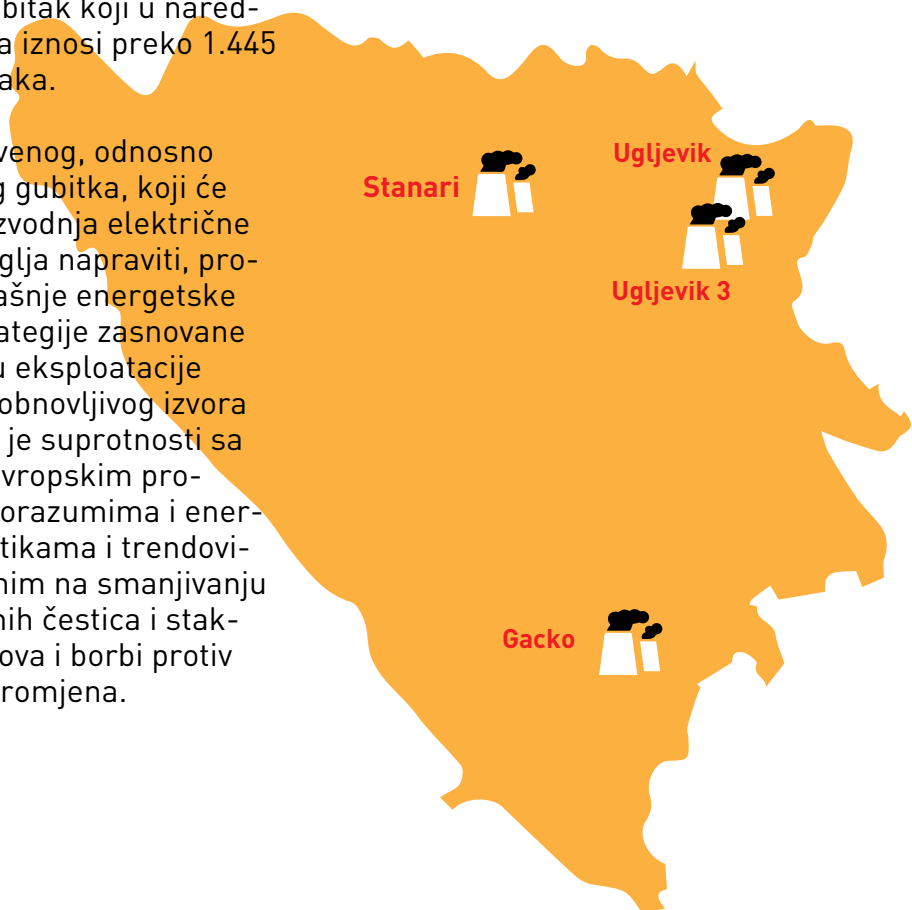 bitak koji u nared-
a iznosi preko 1.445
aka.
venog, odnosno
g gubitka, koji će
zvodnja električne
glja napraviti, pro-
ašnje energetske
ategije zasnovane
u eksploatacije
obnovljivog izvora
je suprotnosti sa
vropskim pro-
orazumima i ener-
tikama i trendovi-
nim na smanjivanju
nih čestica i stak-
ova i borbi protiv
romjena.
Stanari
Ugljevik
Ugljevik 3
Gacko